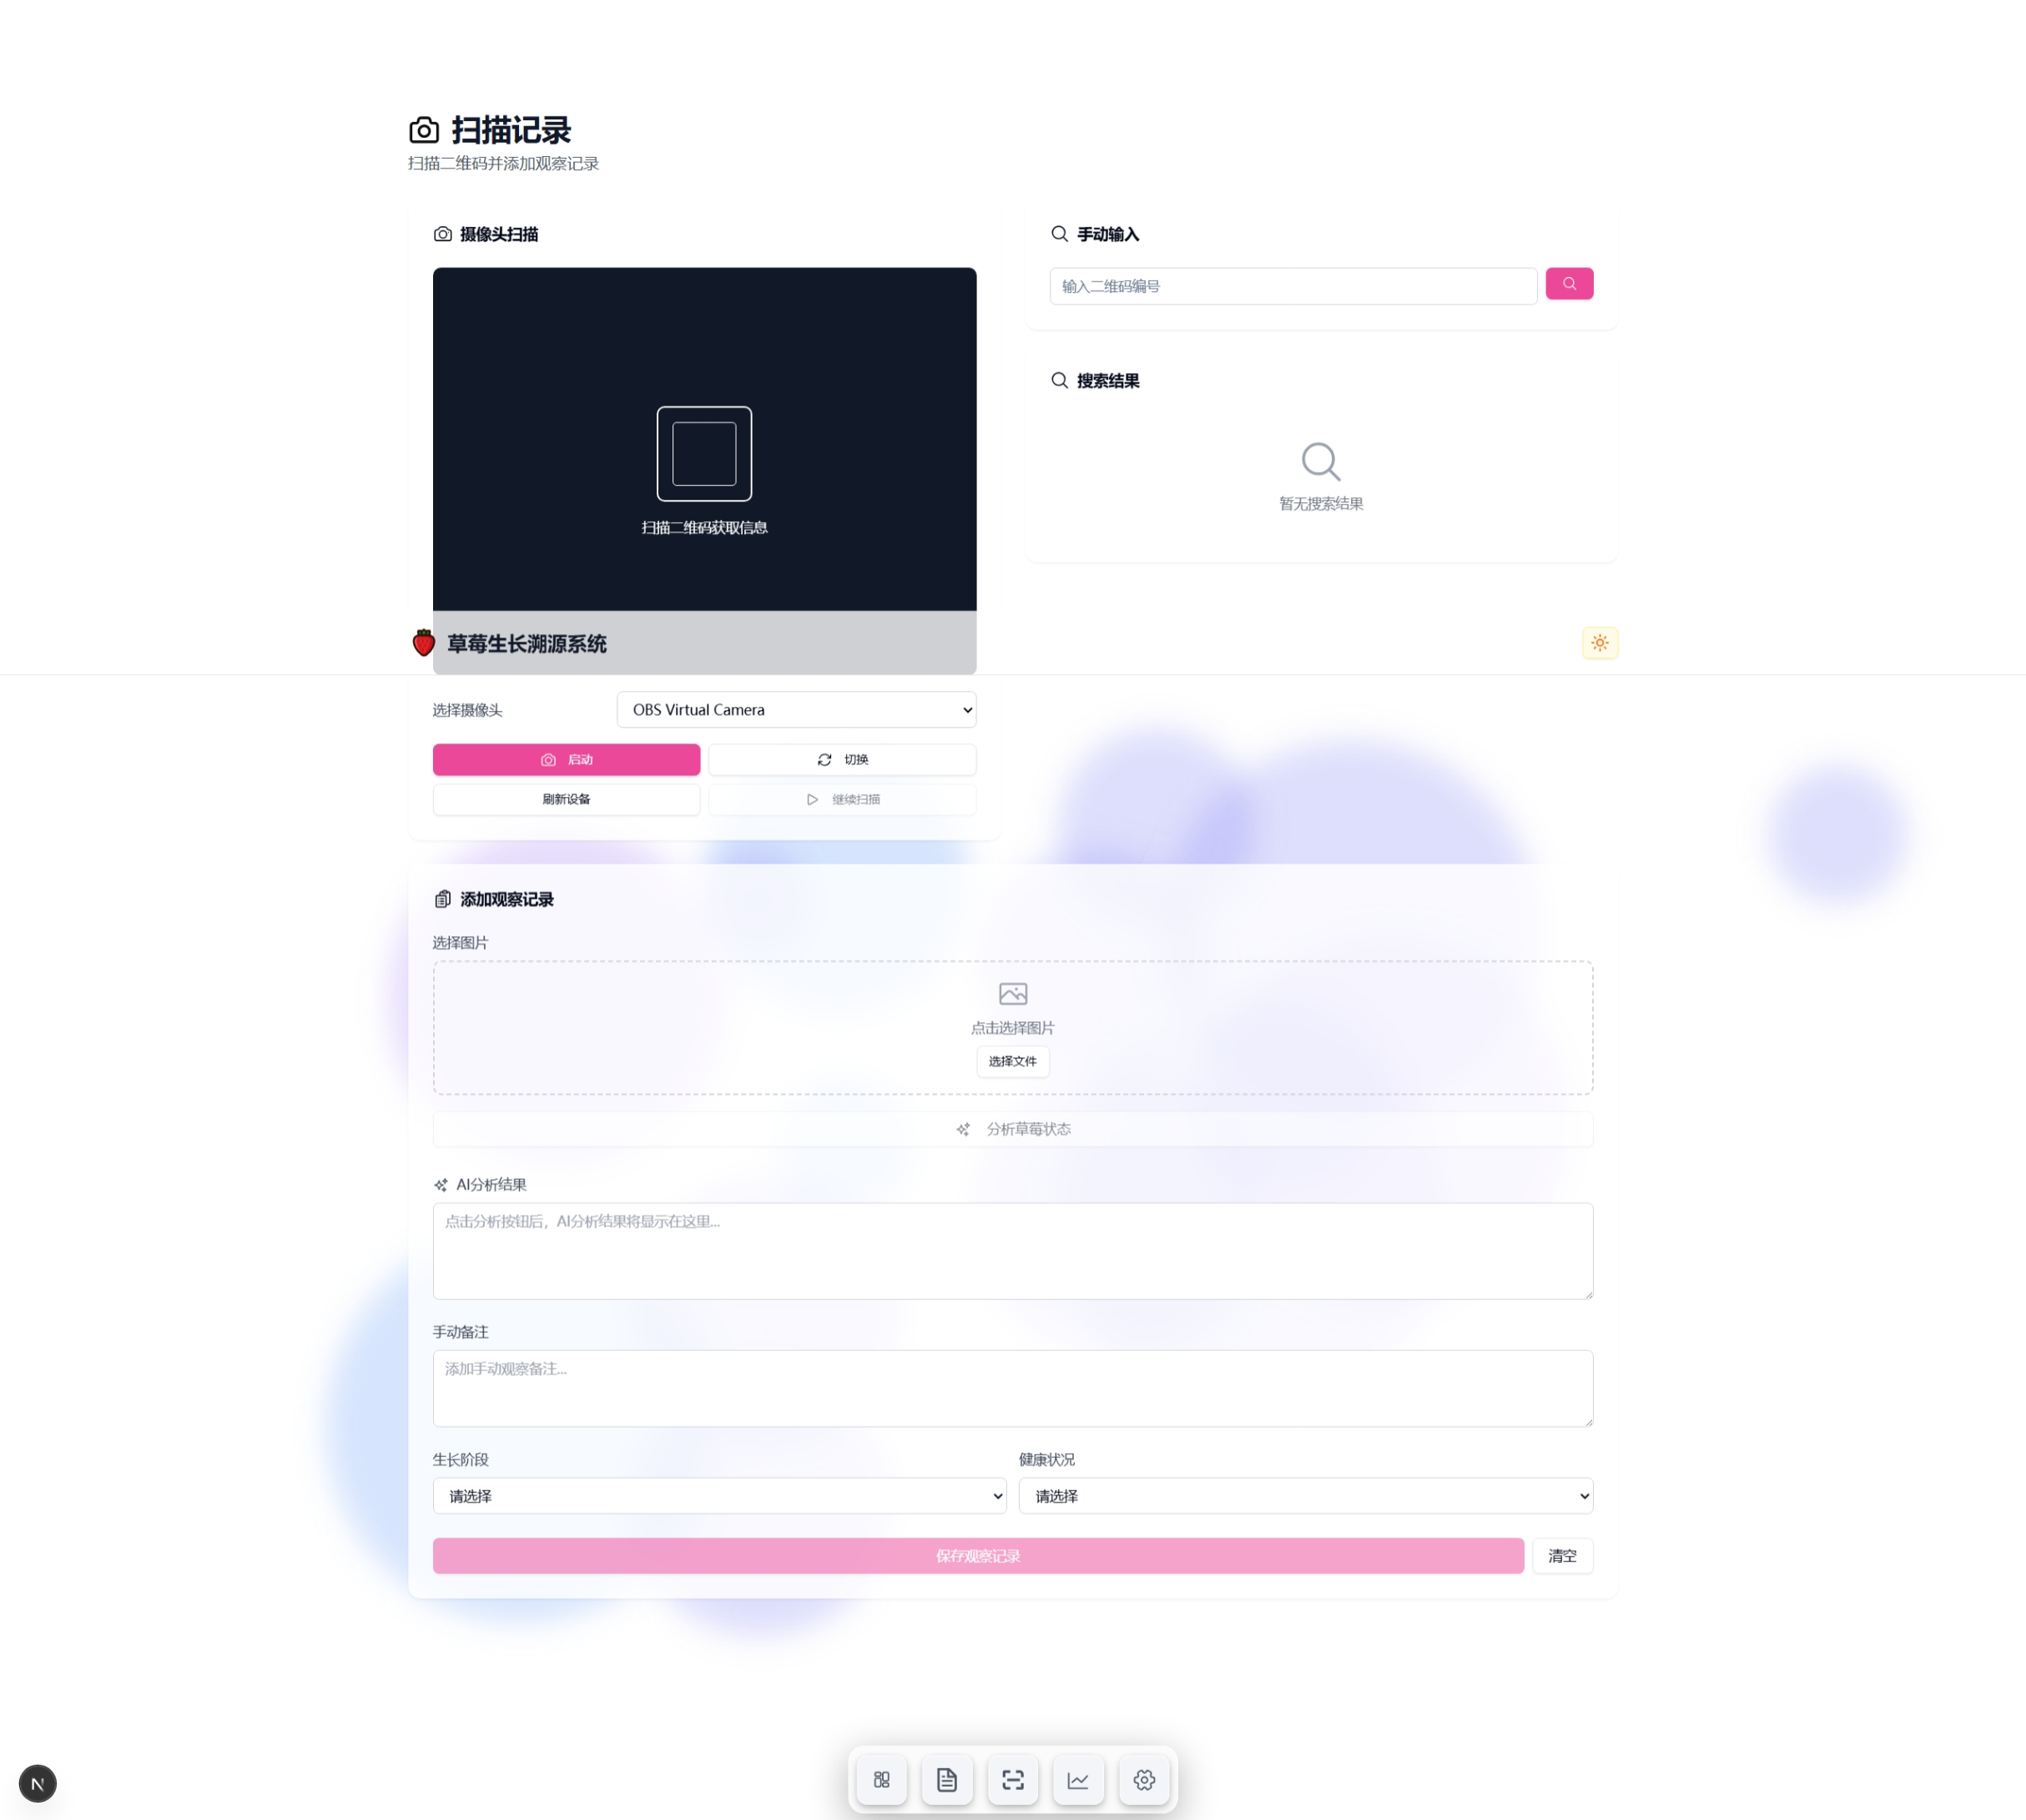 扫描记录
扫描二维码并添加观察记录
摄像头扫描
扫描二维码获取信息
手动输入
输入二维码编号
搜索结果
暂无搜索结果
草莓生长溯源系统
选择摄像头
OBS Virtual Camera
启动
切换
刷新设备
继续扫描
添加观察记录
选择图片
点击选择图片
选择文件
分析草莓状态
AI分析结果
点击分析按钮后，AI分析结果将显示在这里...
手动备注
添加手动观察备注...
生长阶段
健康状况
请选择
请选择
保存观察记录
清空
N